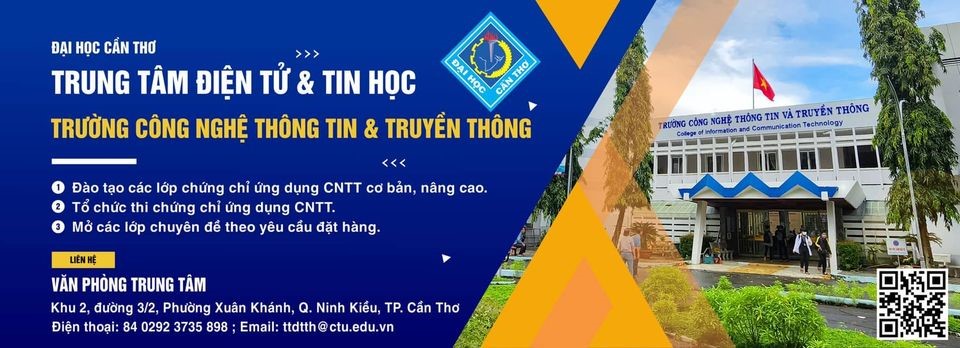 ĐẠI HỌC CẦN THƠ
TRUNG TÂM ĐIỆN TỬ & TIN HỌC
TRƯỜNG CÔNG NGHỆ THÔNG TIN & TRUYỀN THÔNG
1 Đào tạo các lớp chứng chỉ ứng dụng CNTT cơ bản, nâng cao.
2 Tổ chức thi chứng chỉ ứng dụng CNTT.
3 Mở các lớp chuyên đề theo yêu cầu đặt hàng.
LIÊN HỆ
VĂN PHÒNG TRUNG TÂM
Khu 2, đường 3/2, Phường Xuân Khánh, Q. Ninh Kiều, TP. Cần Thơ
Điện thoại: 84 0292 3735 898 ; Email: ttdtth@ctu.edu.vn
ĐẠI HỌC CẦN THƠ
TRƯỜNG CÔNG NGHỆ THÔNG TIN VÀ TRUYỀN THÔNG
College of Information and Communication Technology